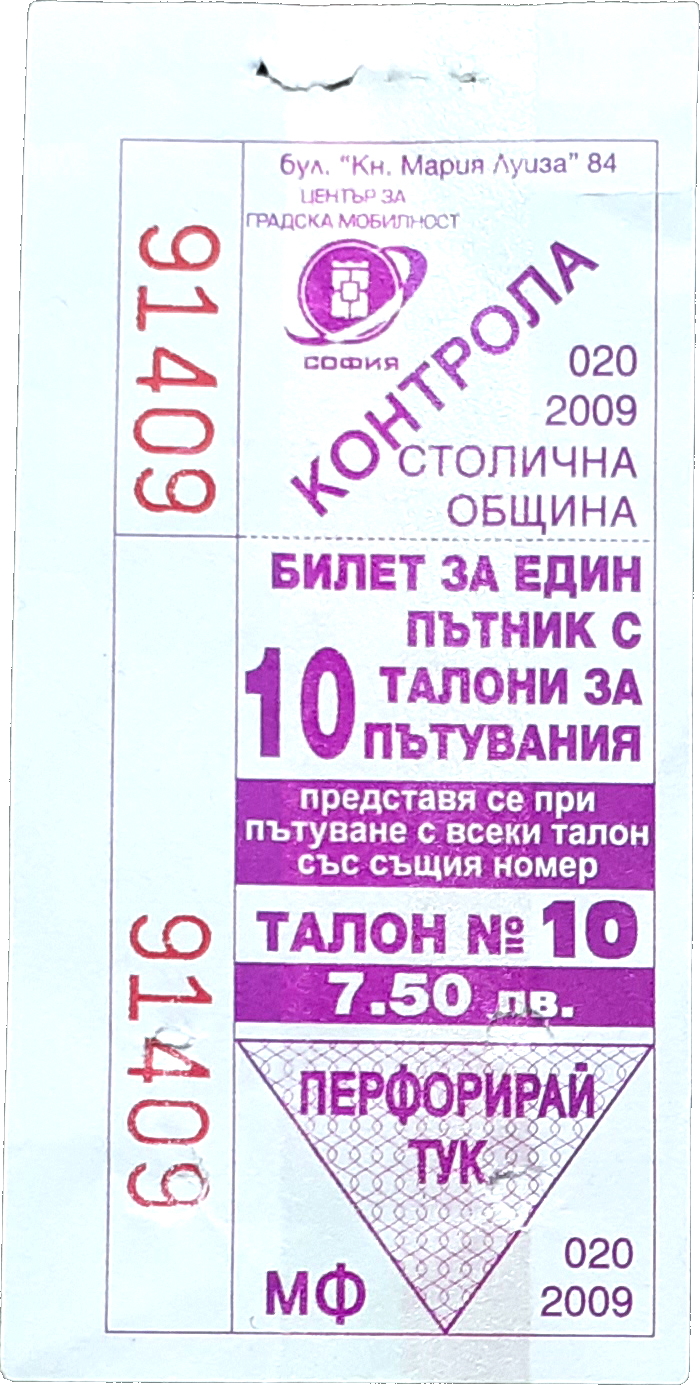 бул. "Кн. Мария Луиза" 84
ЦЕНТЪР ЗА
ГРАДСКА МОБИЛНОСТ
СОФИЯ
КОНТРОЛА
020
2009
СТОЛИЧНА
ОБЩИНА
91409
БИЛЕТ ЗА ЕДИН
ПЪТНИК С
10 ТАЛОНИ ЗА
ПЪТУВАНИЯ
представя се при
пътуване с всеки талон
със същия номер
ТАЛОН № 10
7.50 лв.
91409
ПЕРФОРИРАЙ
ТУК
МФ
020
2009